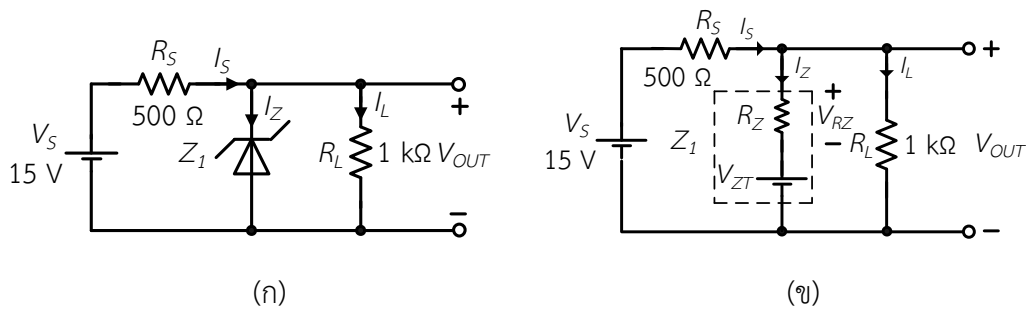 R_S I_S
500 Ω
I_Z I_L
+
V_S
15 V
Z_1
R_L 1 kΩ V_OUT
−
(ก)
R_S I_S
+
500 Ω
I_Z I_L
+
R_Z V_RZ
V_S
15 V
Z_1
−
R_L 1 kΩ V_OUT
V_ZT
−
(ข)